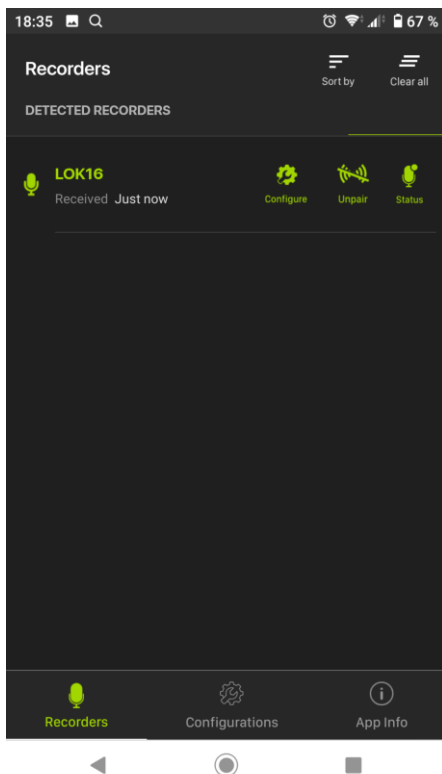 18:35 67 %
Recorders
Sort by Clear all
DETECTED RECORDERS
LOK16
Received Just now
Configure Unpair Status
Recorders Configurations App Info